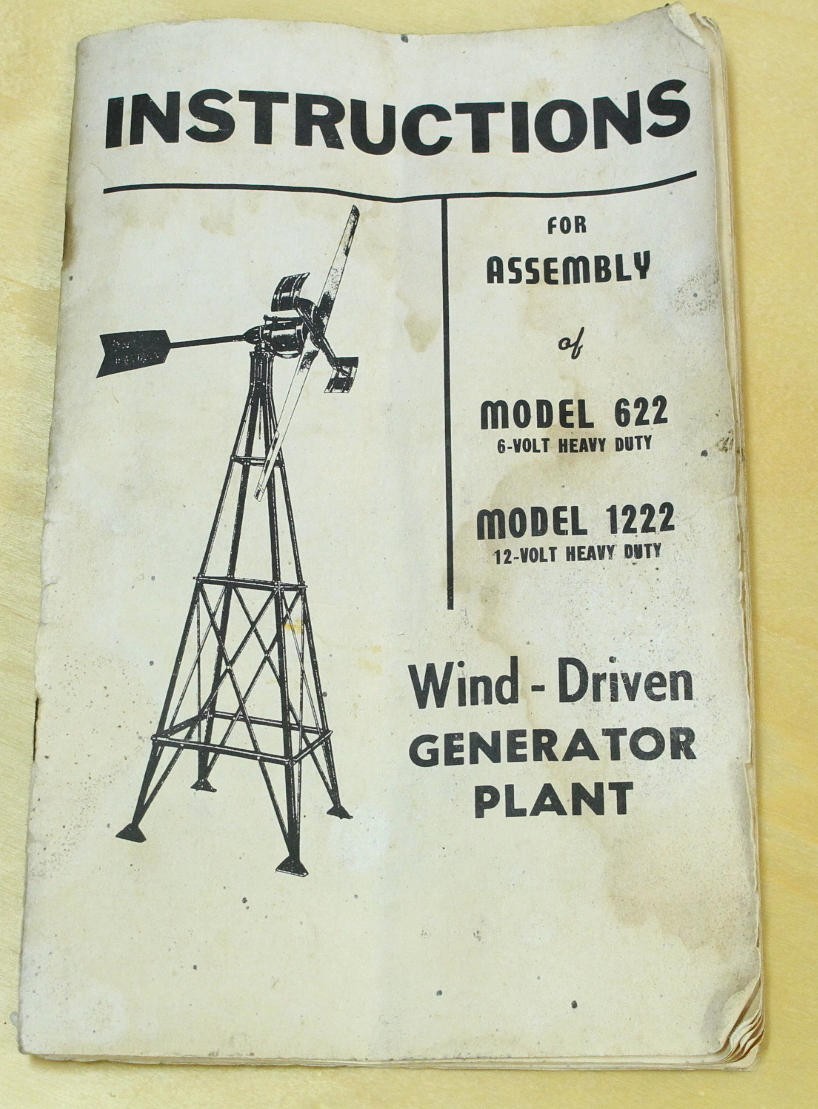 INSTRUCTIONS
FOR
ASSEMBLY
of
MODEL 622
6-VOLT HEAVY DUTY
MODEL 1222
12-VOLT HEAVY DUTY
Wind - Driven
GENERATOR
PLANT